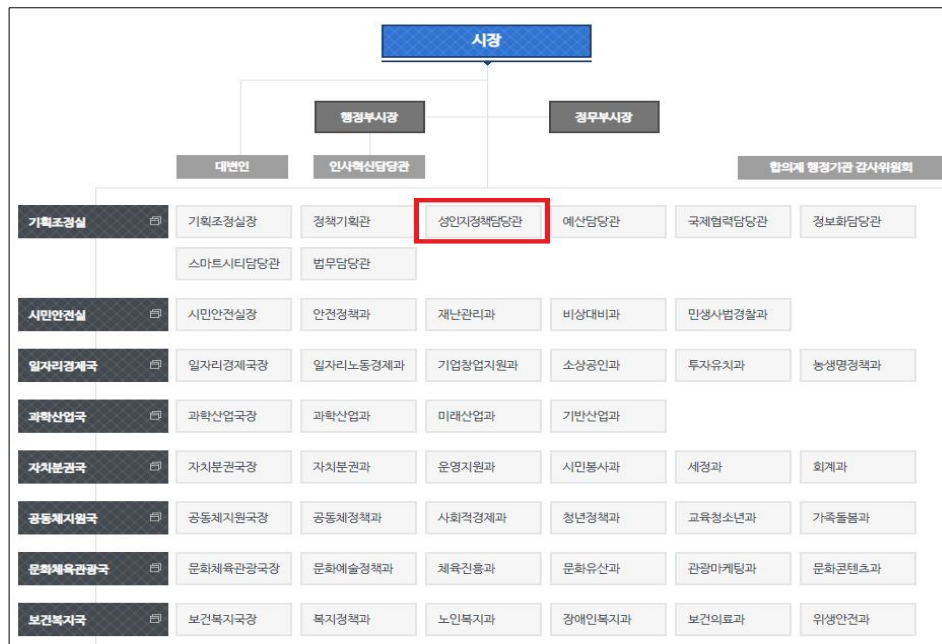 시장
행정부시장
정무부시장
대변인
인사혁신담당관
합의제 행정기관 감사위원회
기획조정실
기획조정실장
정책기획관
성인지정책담당관
예산담당관
국제협력담당관
정보화담당관
스마트시티담당관
법무담당관
시민안전실
시민안전실장
안전정책과
재난관리과
비상대비과
민생사법경찰과
일자리경제국
일자리경제국장
일자리노동경제과
기업창업지원과
소상공인과
투자유치과
농생명정책과
과학산업국
과학산업국장
과학산업과
미래산업과
기반산업과
자치분권국
자치분권국장
자치분권과
운영지원과
시민봉사과
세정과
회계과
공동체지원국
공동체지원국장
공동체정책과
사회적경제과
청년정책과
교육청소년과
가족돌봄과
문화체육관광국
문화체육관광국장
문화예술정책과
체육진흥과
문화유산과
관광마케팅과
문화콘텐츠과
보건복지국
보건복지국장
복지정책과
노인복지과
장애인복지과
보건의료과
위생안전과